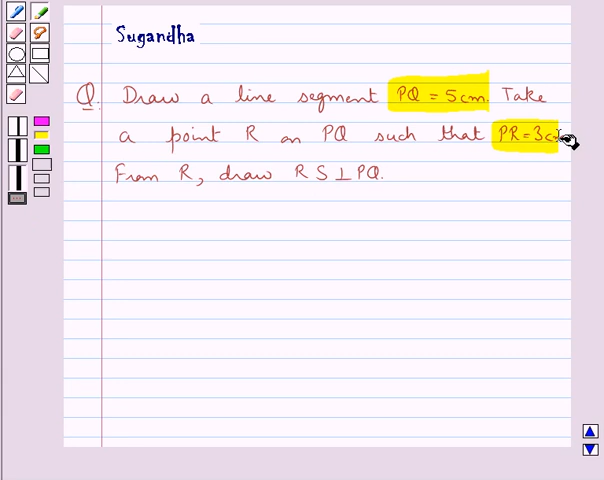 Sugandha
Q. Draw a line segment PQ = 5cm. Take
a point R on PQ such that PR = 3cm
From R, draw RS ⊥ PQ.